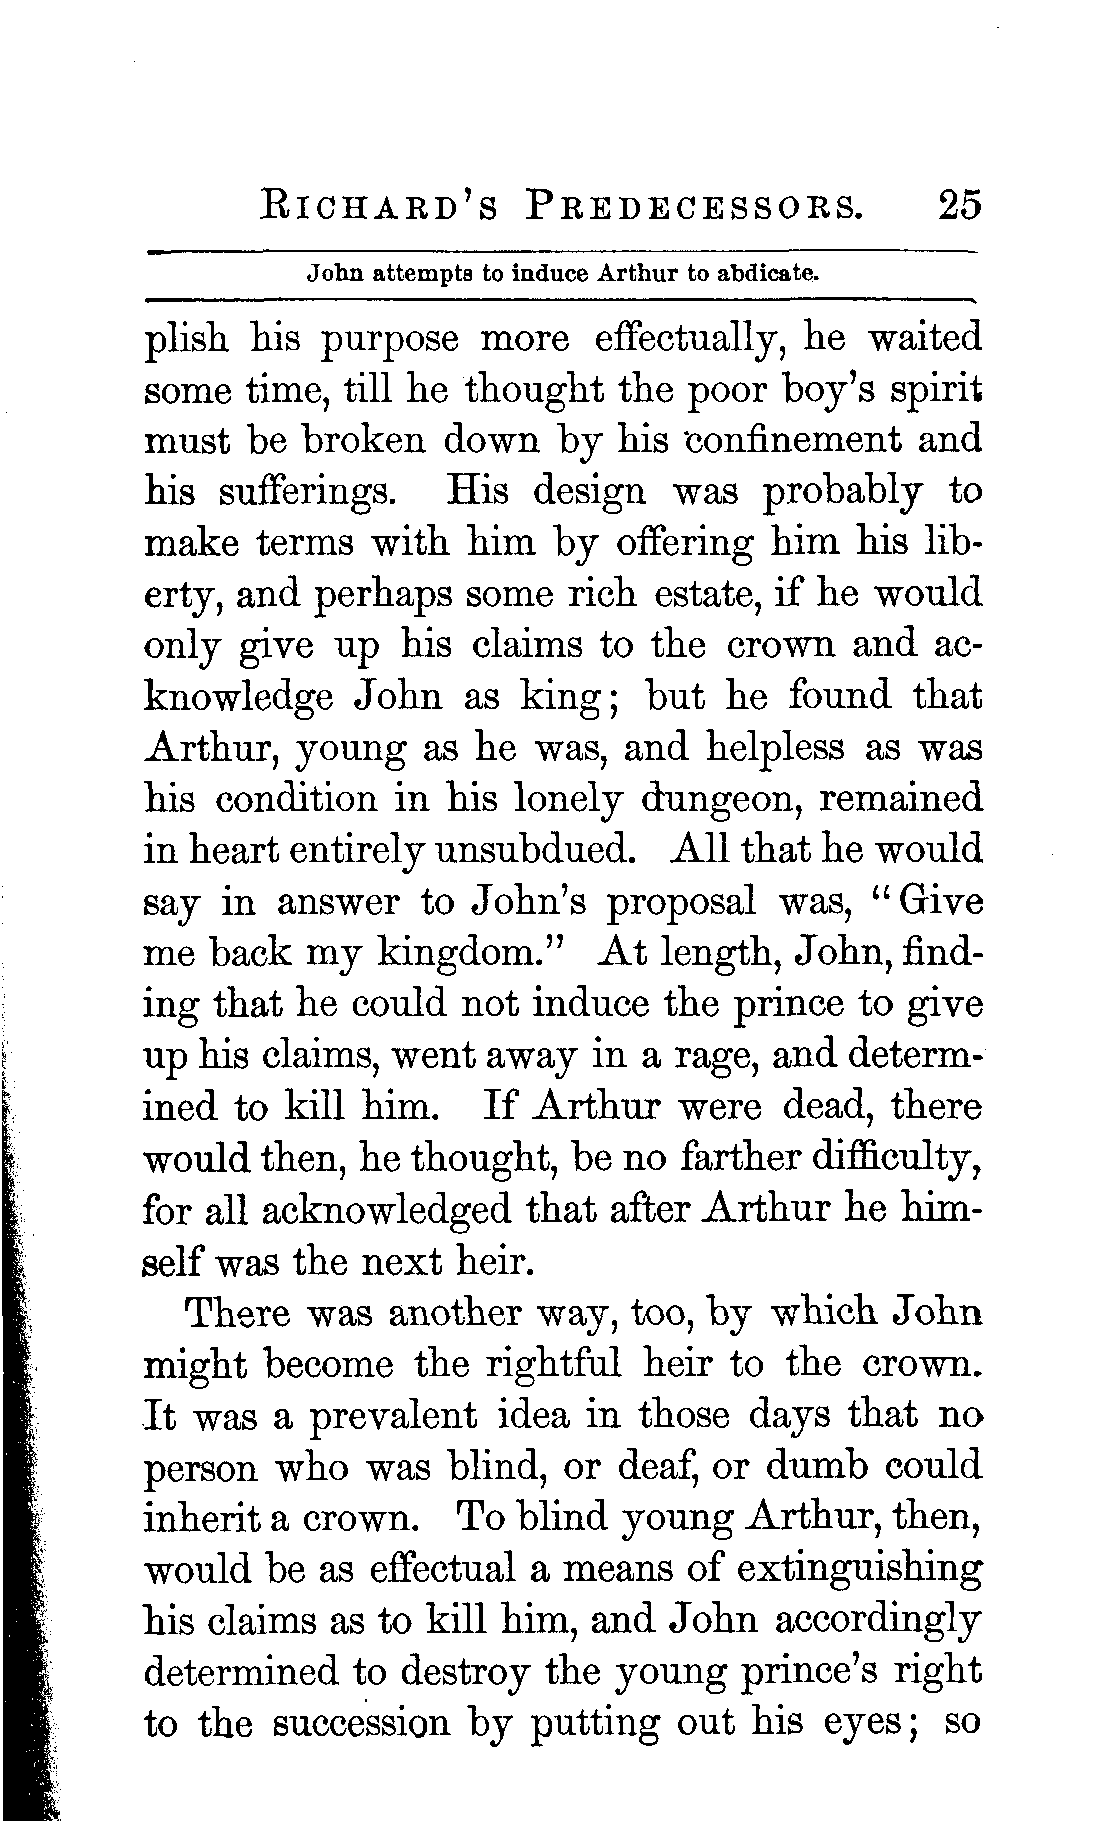 RICHARD'S PREDECESSORS. 25
John attempts to induce Arthur to abdicate.
plish his purpose more effectually, he waited
some time, till he thought the poor boy's spirit
must be broken down by his confinement and
his sufferings. His design was probably to
make terms with him by offering him his lib-
erty, and perhaps some rich estate, if he would
only give up his claims to the crown and ac-
knowledge John as king; but he found that
Arthur, young as he was, and helpless as was
his condition in his lonely dungeon, remained
in heart entirely unsubdued. All that he would
say in answer to John's proposal was, "Give
me back my kingdom." At length, John, find-
ing that he could not induce the prince to give
up his claims, went away in a rage, and determ-
ined to kill him. If Arthur were dead, there
would then, he thought, be no farther difficulty,
for all acknowledged that after Arthur he him-
self was the next heir.
There was another way, too, by which John
might become the rightful heir to the crown.
It was a prevalent idea in those days that no
person who was blind, or deaf, or dumb could
inherit a crown. To blind young Arthur, then,
would be as effectual a means of extinguishing
his claims as to kill him, and John accordingly
determined to destroy the young prince's right
to the succession by putting out his eyes; so